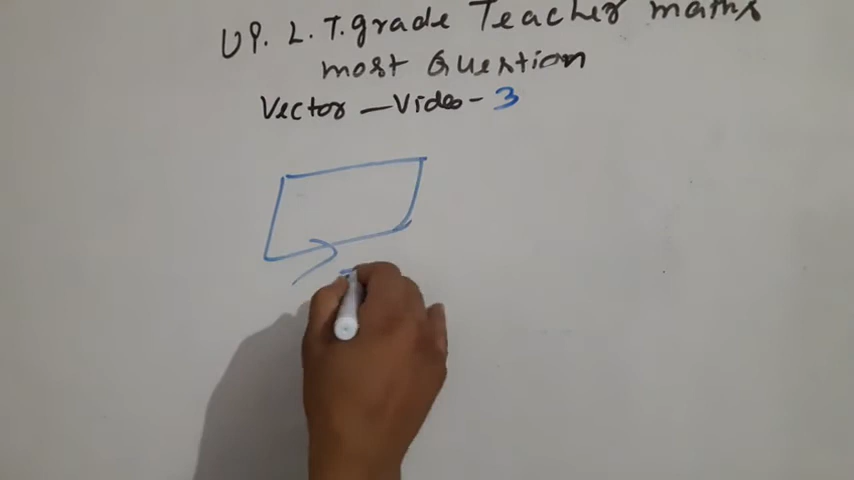 UP. L. T. grade Teacher maths
most Question
Vector - Video - 3